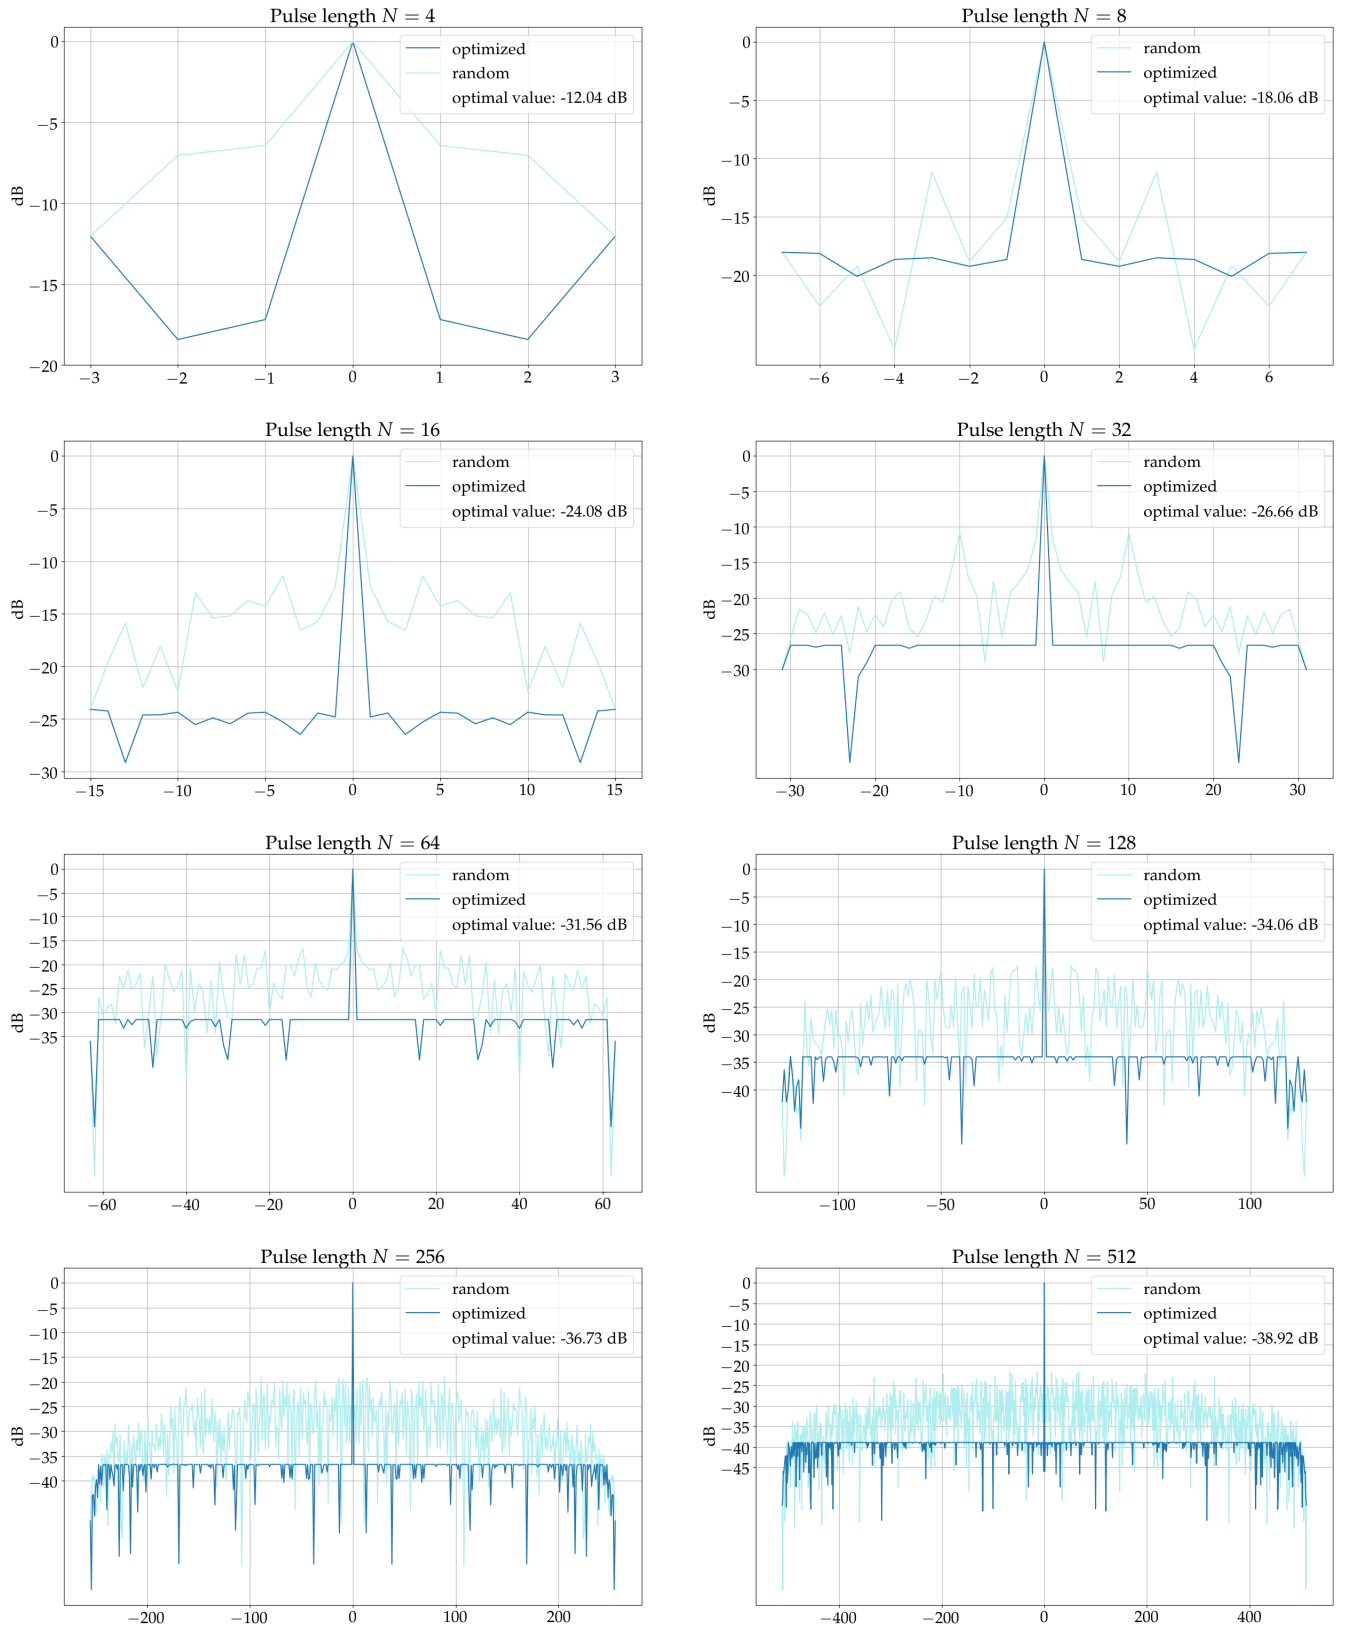 Pulse length N = 4
0
−5
−10
−15
−20
dB
optimized
random
optimal value: -12.04 dB
−3 −2 −1 0 1 2 3
Pulse length N = 8
0
−5
−10
−15
−20
dB
random
optimized
optimal value: -18.06 dB
−6 −4 −2 0 2 4 6
Pulse length N = 16
0
−5
−10
−15
−20
−25
−30
dB
random
optimized
optimal value: -24.08 dB
−15 −10 −5 0 5 10 15
Pulse length N = 32
0
−5
−10
−15
−20
−25
−30
dB
random
optimized
optimal value: -26.66 dB
−30 −20 −10 0 10 20 30
Pulse length N = 64
0
−5
−10
−15
−20
−25
−30
−35
dB
random
optimized
optimal value: -31.56 dB
−60 −40 −20 0 20 40 60
Pulse length N = 128
0
−5
−10
−15
−20
−25
−30
−35
−40
dB
random
optimized
optimal value: -34.06 dB
−100 −50 0 50 100
Pulse length N = 256
0
−5
−10
−15
−20
−25
−30
−35
−40
dB
random
optimized
optimal value: -36.73 dB
−200 −100 0 100 200
Pulse length N = 512
0
−5
−10
−15
−20
−25
−30
−35
−40
−45
dB
random
optimized
optimal value: -38.92 dB
−400 −200 0 200 400